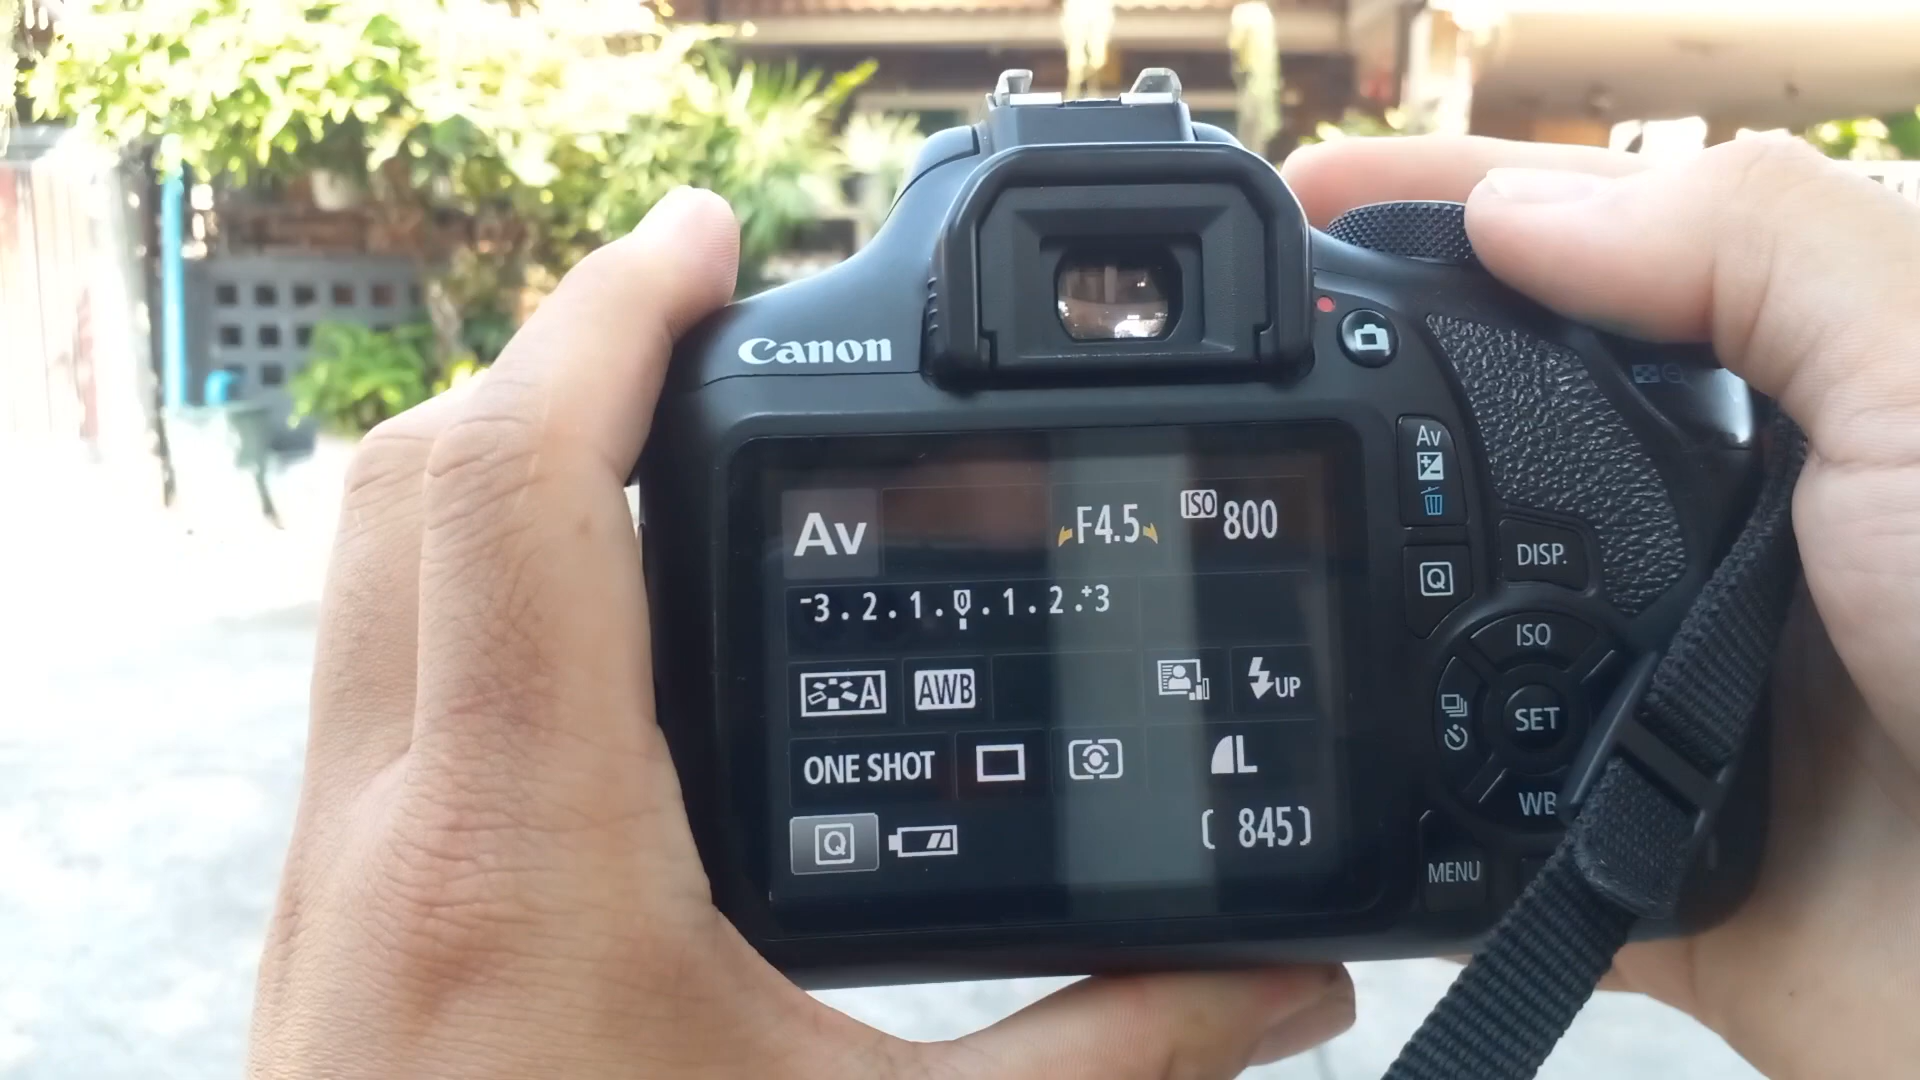 Canon
Av F4.5 ISO 800
-3.2.1.0.1.2.+3
A AWB UP
ONE SHOT L
Q [ 845]
Av
Q DISP.
ISO
SET
WB
MENU